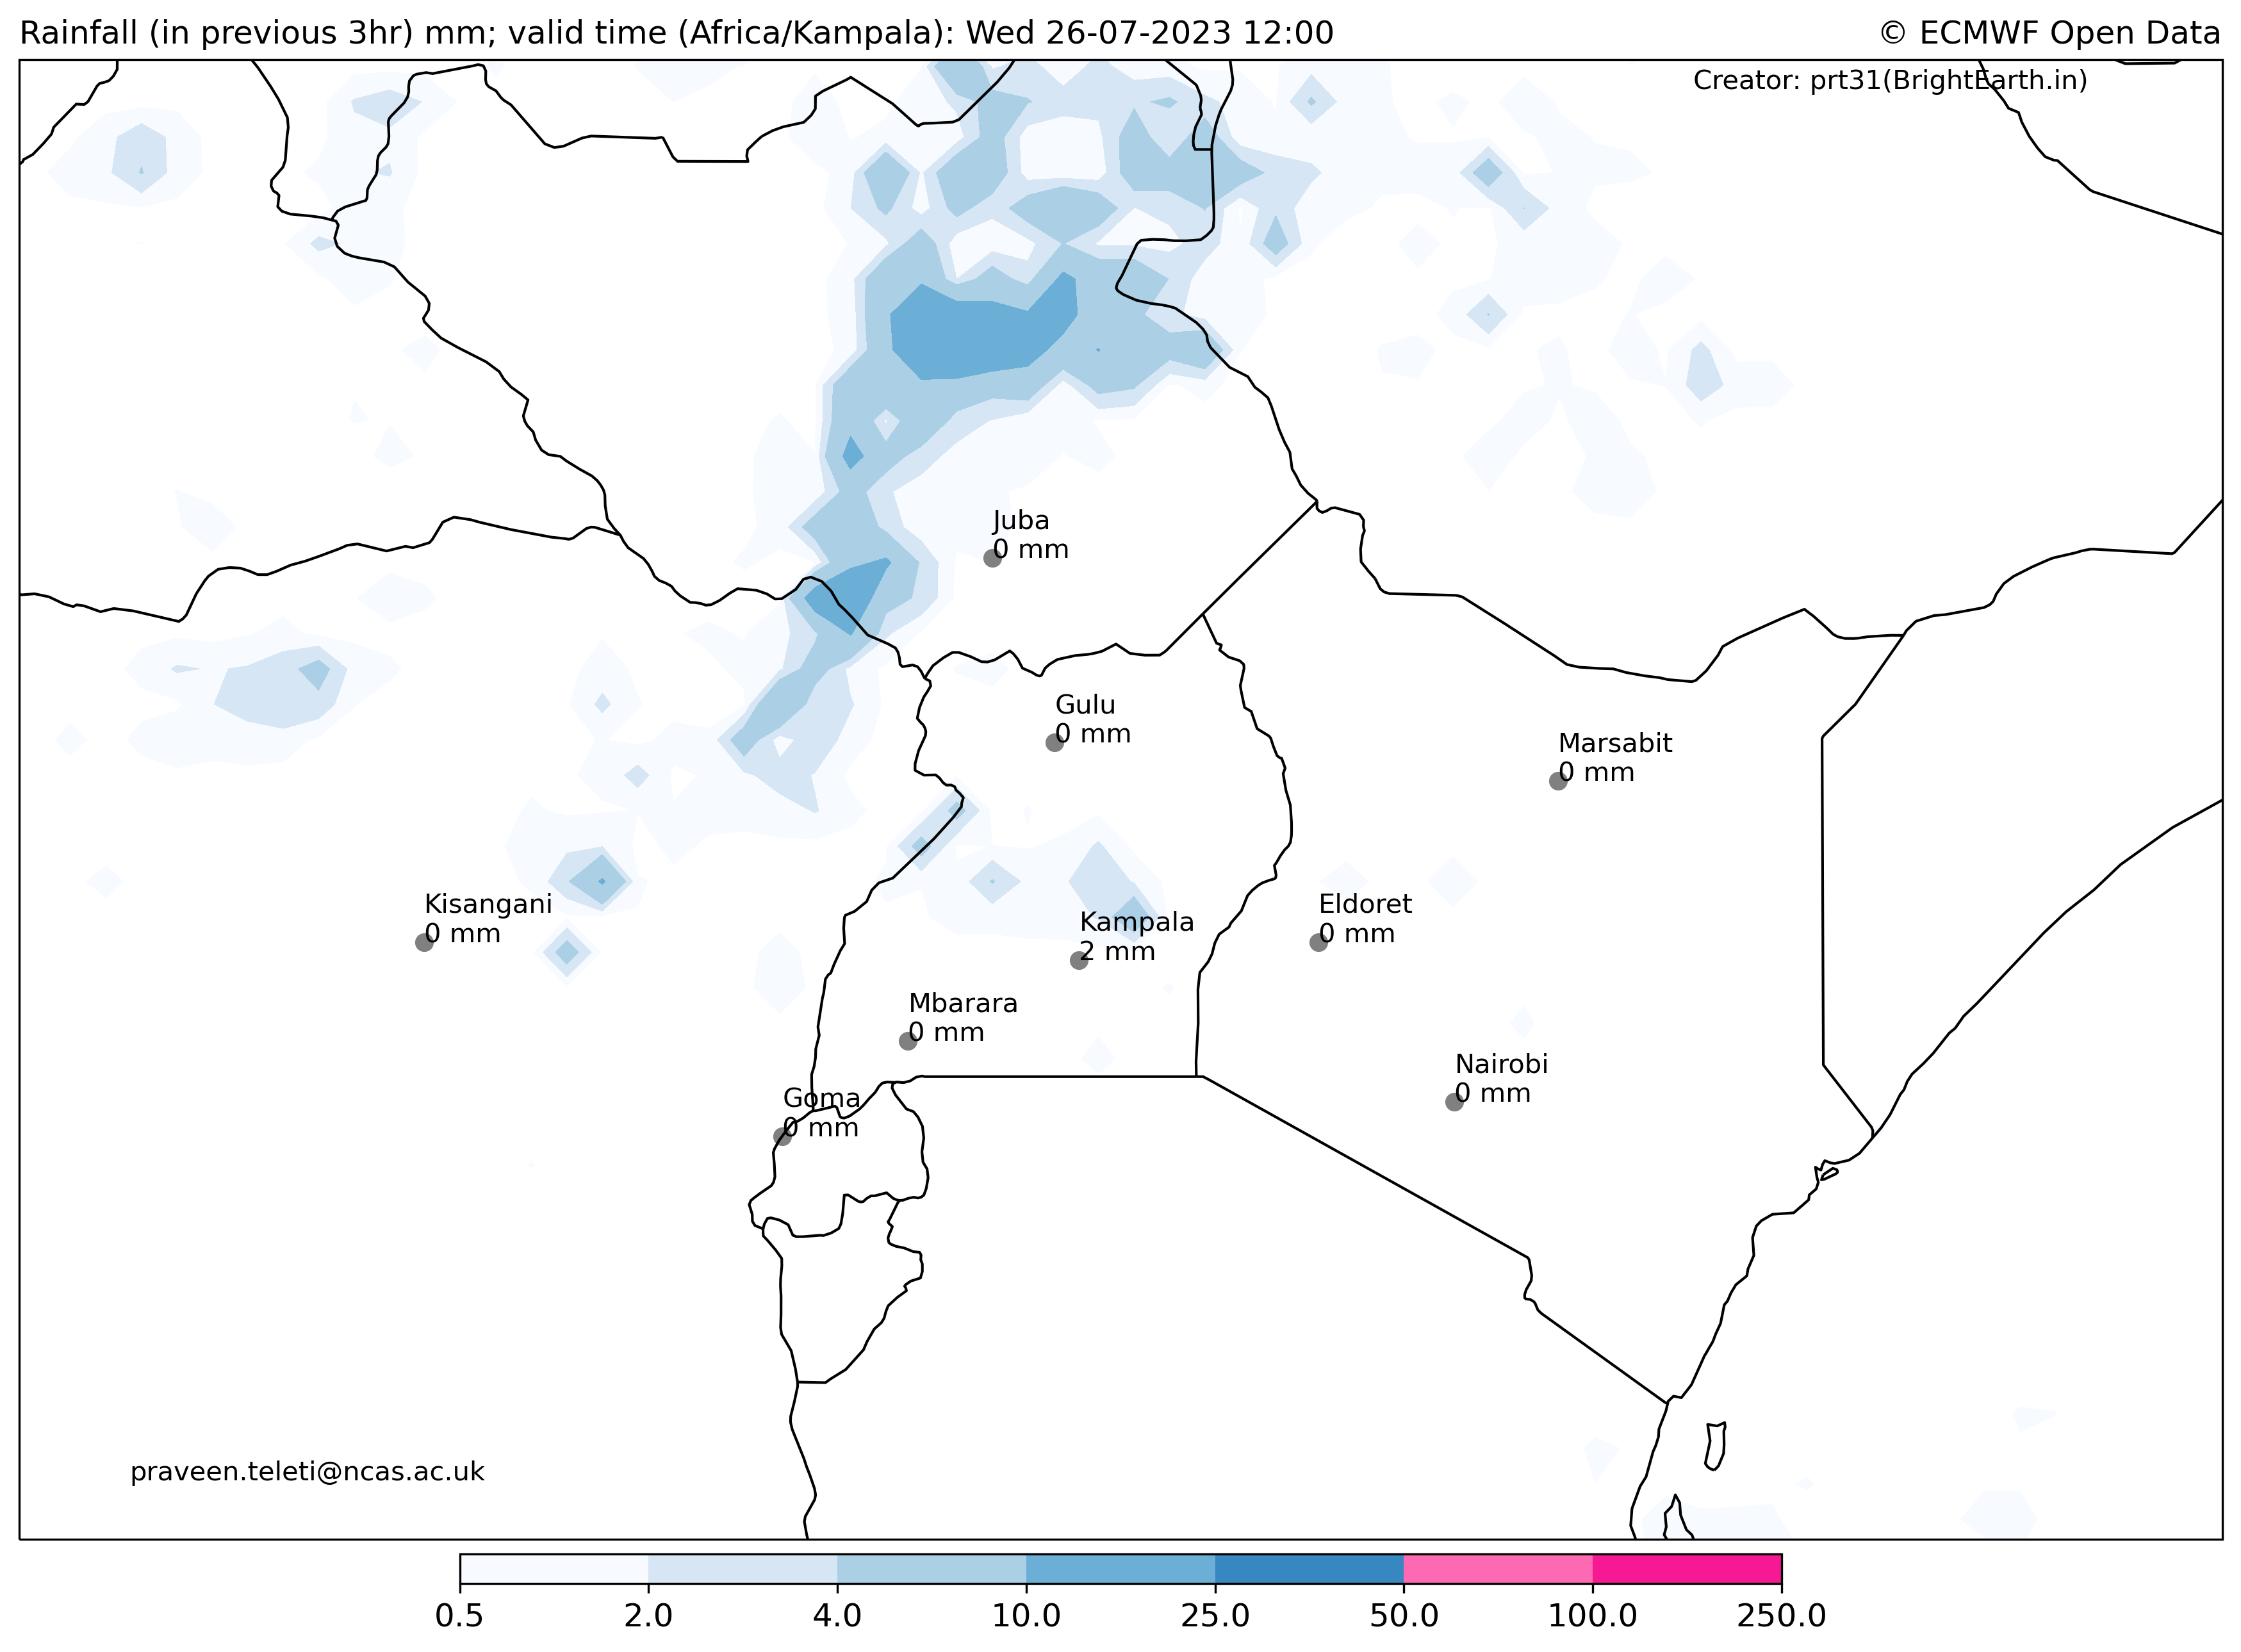 Rainfall (in previous 3hr) mm; valid time (Africa/Kampala): Wed 26-07-2023 12:00
© ECMWF Open Data
Creator: prt31(BrightEarth.in)
Juba
0 mm
Gulu
0 mm
Marsabit
0 mm
Kisangani
0 mm
Kampala
2 mm
Eldoret
0 mm
Mbarara
0 mm
Nairobi
0 mm
Goma
0 mm
praveen.teleti@ncas.ac.uk
0.5 2.0 4.0 10.0 25.0 50.0 100.0 250.0